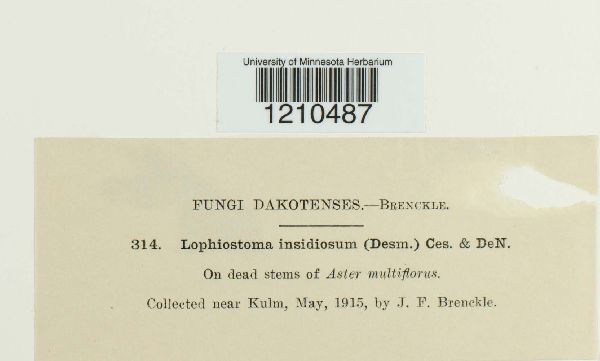 University of Minnesota Herbarium
1210487
FUNGI DAKOTENSES.—BRENCKLE.
314. Lophiostoma insidiosum (Desm.) Ces. & DeN.
On dead stems of Aster multiflorus.
Collected near Kulm, May, 1915, by J. F. Brenckle.